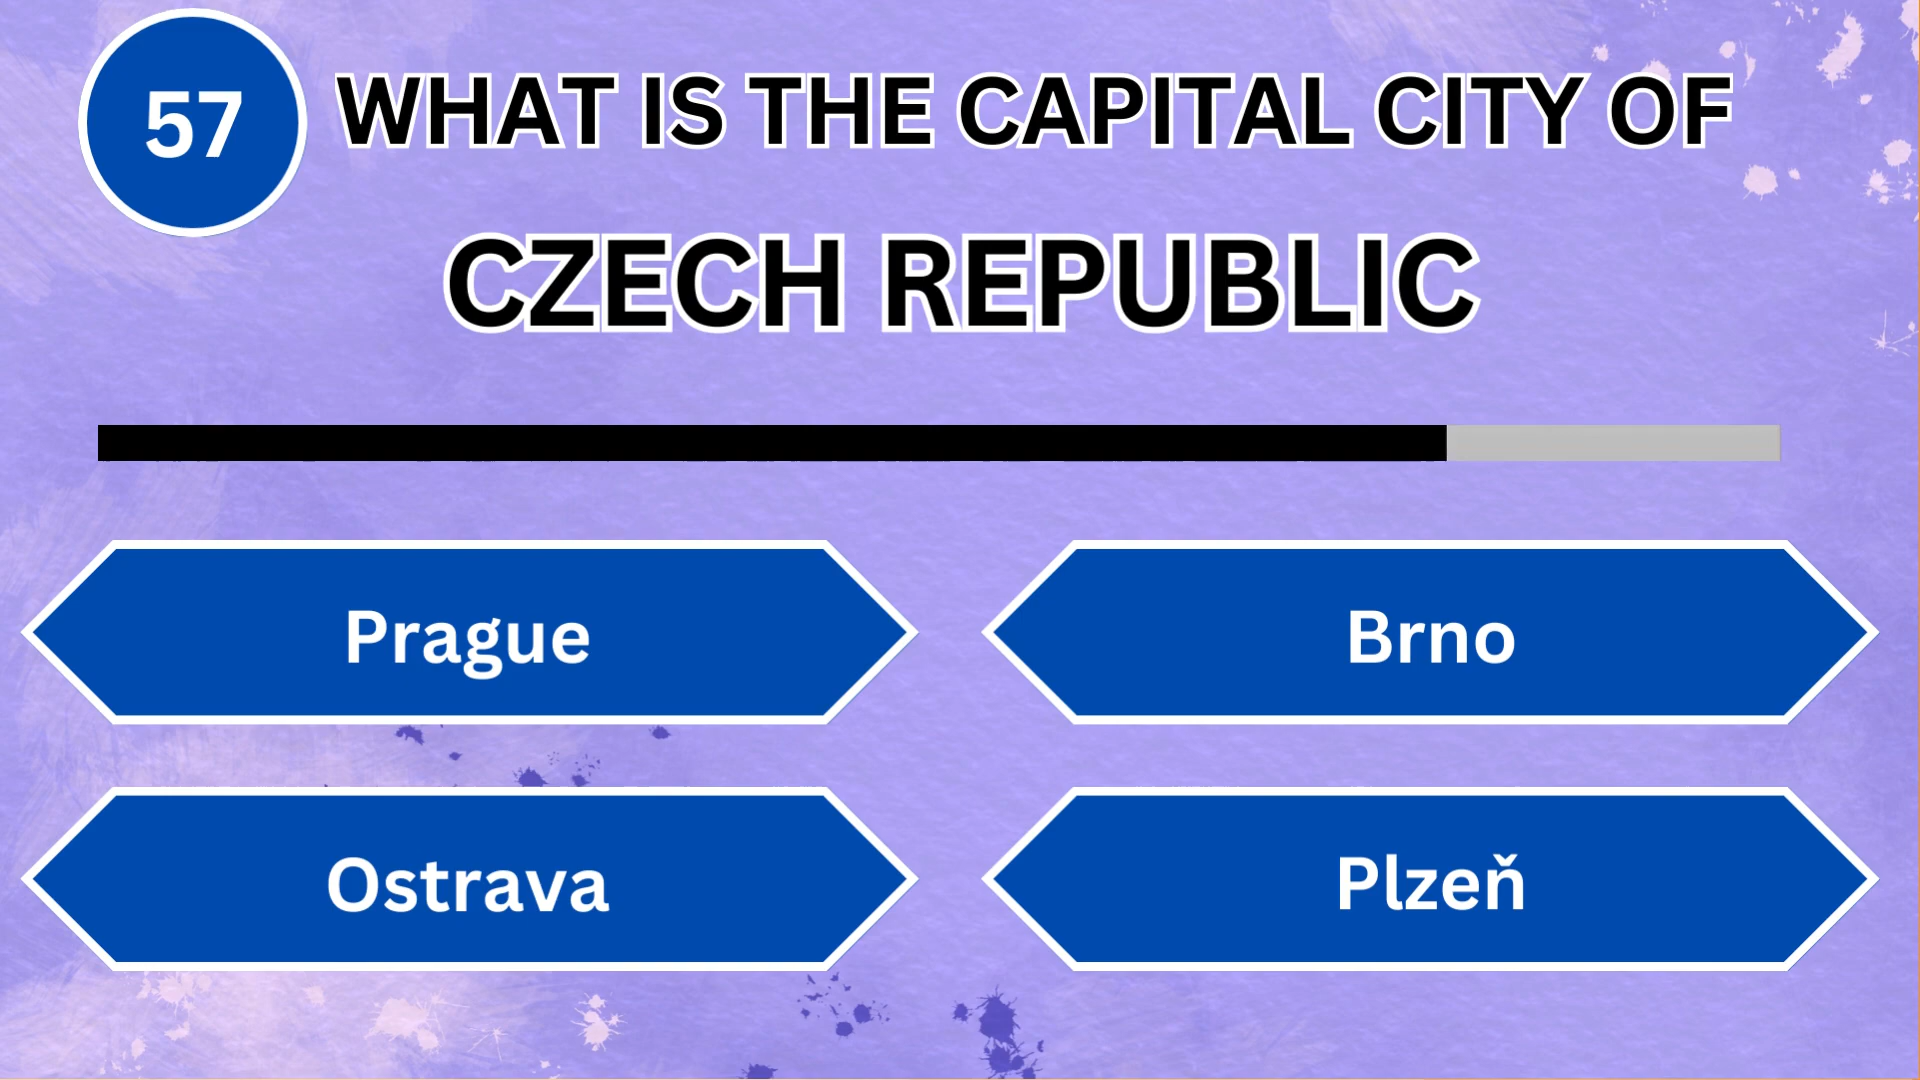 57
WHAT IS THE CAPITAL CITY OF
CZECH REPUBLIC
Prague
Brno
Ostrava
Plzeň